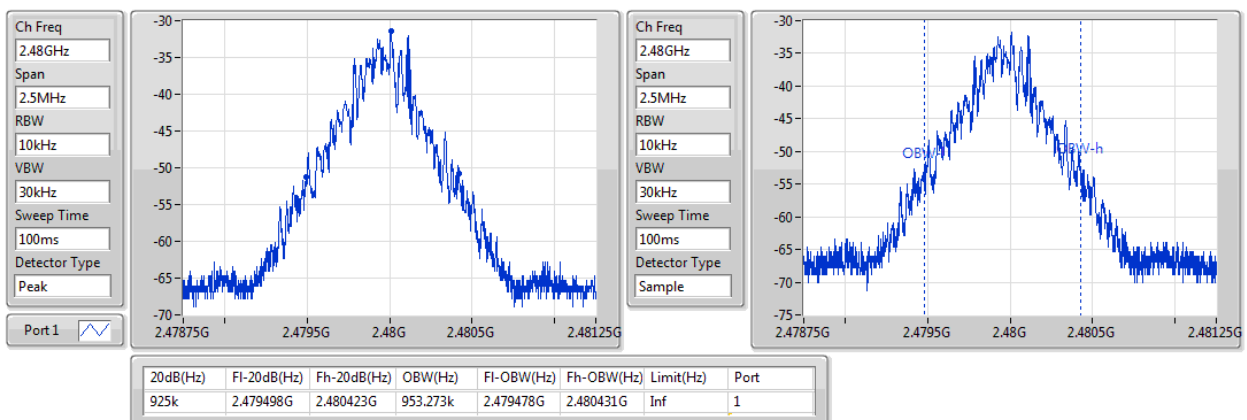 Ch Freq
2.48GHz
Span
2.5MHz
RBW
10kHz
VBW
30kHz
Sweep Time
100ms
Detector Type
Peak
Port 1
-30
-35
-40
-45
-50
-55
-60
-65
-70
2.47875G 2.4795G 2.48G 2.4805G 2.48125G
Ch Freq
2.48GHz
Span
2.5MHz
RBW
10kHz
VBW
30kHz
Sweep Time
100ms
Detector Type
Sample
-30
-35
-40
-45
-50
-55
-60
-65
-70
-75
OBW-
OBW-h
2.47875G 2.4795G 2.48G 2.4805G 2.48125G
20dB(Hz) Fl-20dB(Hz) Fh-20dB(Hz) OBW(Hz) Fl-OBW(Hz) Fh-OBW(Hz) Limit(Hz) Port
925k 2.479498G 2.480423G 953.273k 2.479478G 2.480431G Inf 1